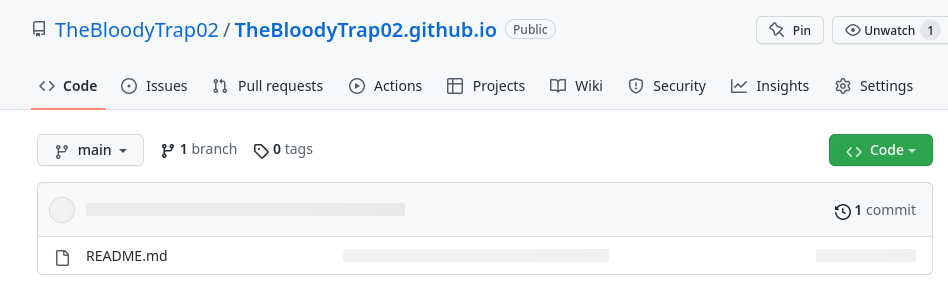 TheBloodyTrap02 / TheBloodyTrap02.github.io Public Pin Unwatch 1
Code Issues Pull requests Actions Projects Wiki Security Insights Settings
main 1 branch 0 tags Code
1 commit
README.md